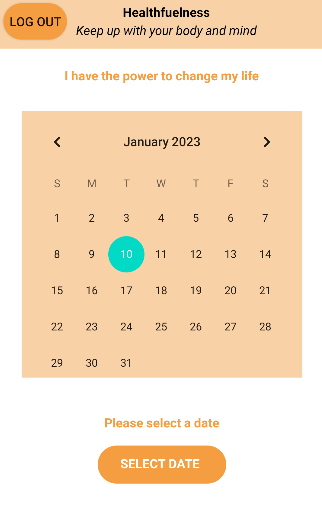 LOG OUT
Healthfuelness
Keep up with your body and mind
I have the power to change my life
January 2023
S M T W T F S
1 2 3 4 5 6 7
8 9 10 11 12 13 14
15 16 17 18 19 20 21
22 23 24 25 26 27 28
29 30 31
Please select a date
SELECT DATE